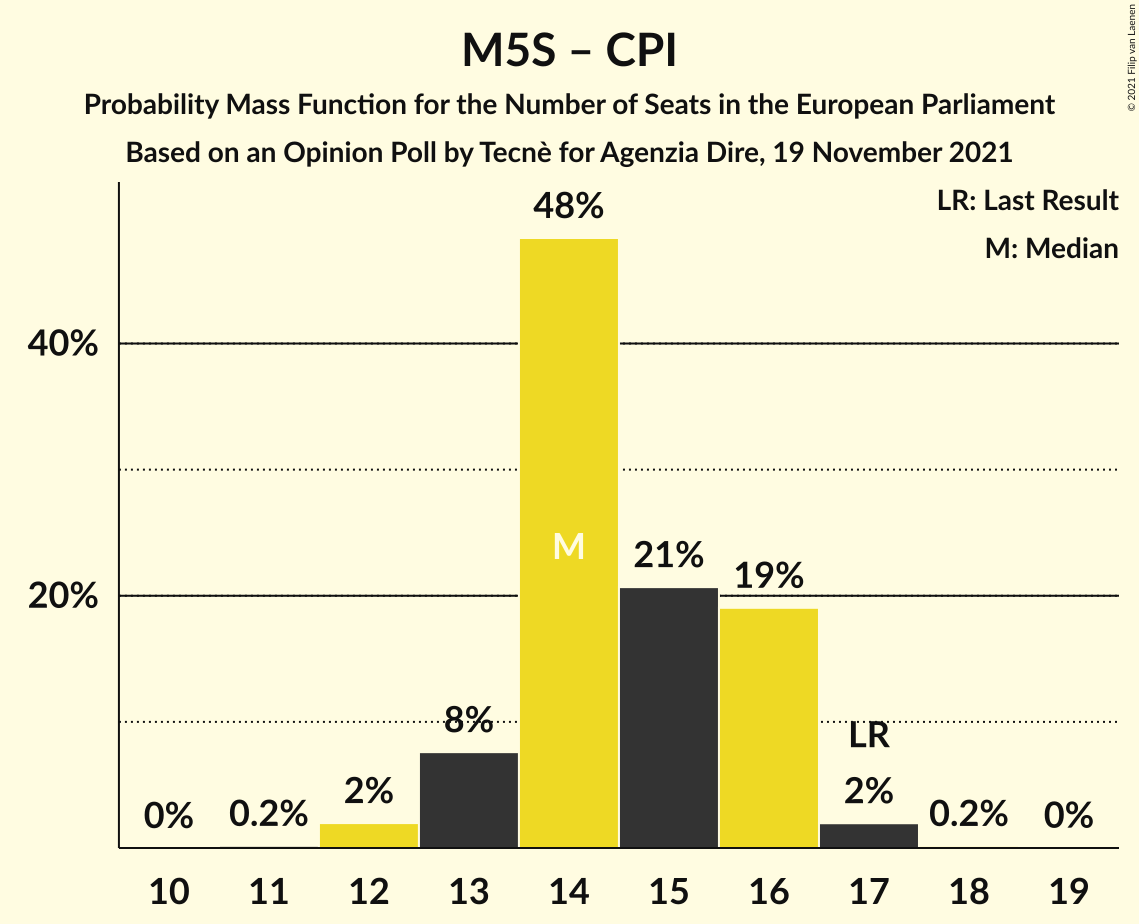 M5S – CPI
Probability Mass Function for the Number of Seats in the European Parliament
Based on an Opinion Poll by Tecnè for Agenzia Dire, 19 November 2021
© 2021 Filip van Laenen
LR: Last Result
M: Median
48%
40%
M
21%
19%
20%
8%
LR
0%
0.2%
2%
2%
0.2%
0%
10 11 12 13 14 15 16 17 18 19